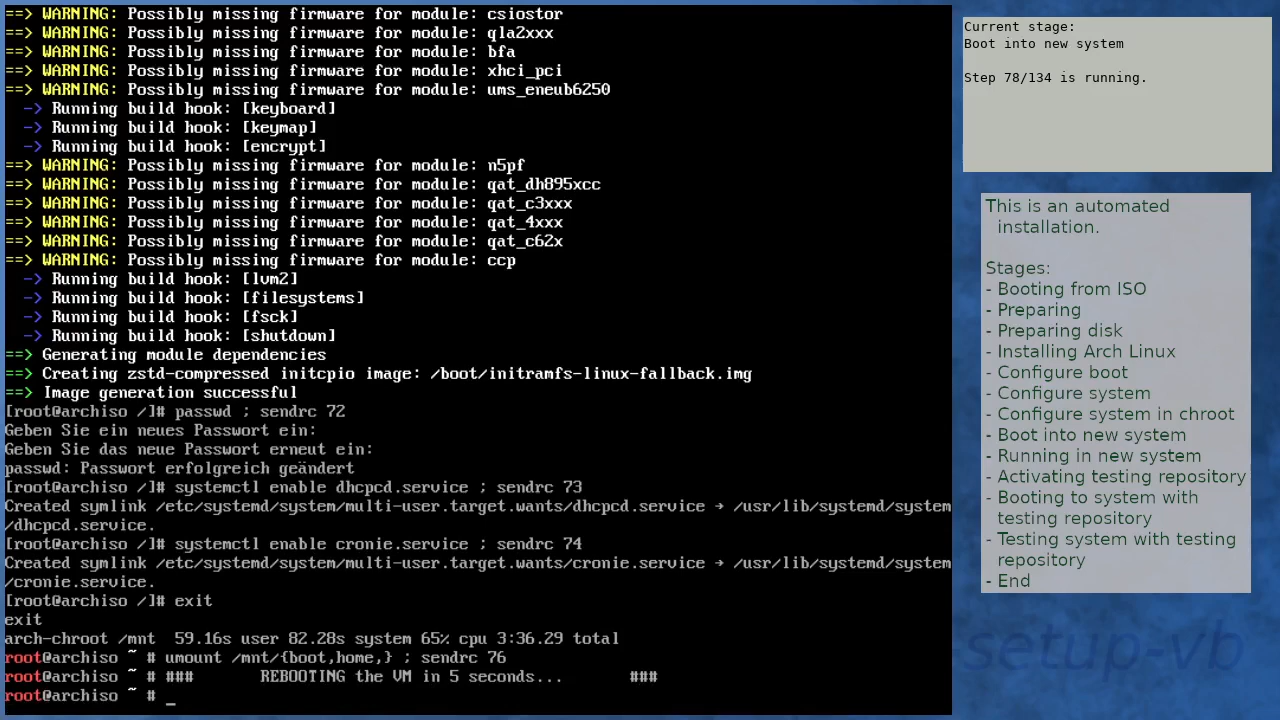 ==> WARNING: Possibly missing firmware for module: csiostor
==> WARNING: Possibly missing firmware for module: qla2xxx
==> WARNING: Possibly missing firmware for module: bfa
==> WARNING: Possibly missing firmware for module: xhci_pci
==> WARNING: Possibly missing firmware for module: ums_eneub6250
  -> Running build hook: [keyboard]
  -> Running build hook: [keymap]
  -> Running build hook: [encrypt]
==> WARNING: Possibly missing firmware for module: n5pf
==> WARNING: Possibly missing firmware for module: qat_dh895xcc
==> WARNING: Possibly missing firmware for module: qat_c3xxx
==> WARNING: Possibly missing firmware for module: qat_4xxx
==> WARNING: Possibly missing firmware for module: qat_c62x
==> WARNING: Possibly missing firmware for module: ccp
  -> Running build hook: [lvm2]
  -> Running build hook: [filesystems]
  -> Running build hook: [fsck]
  -> Running build hook: [shutdown]
==> Generating module dependencies
==> Creating zstd-compressed initcpio image: /boot/initramfs-linux-fallback.img
==> Image generation successful
[root@archiso /]# passwd ; sendrc 72
Geben Sie ein neues Passwort ein:
Geben Sie das neue Passwort erneut ein:
passwd: Passwort erfolgreich geändert
[root@archiso /]# systemctl enable dhcpcd.service ; sendrc 73
Created symlink /etc/systemd/system/multi-user.target.wants/dhcpcd.service → /usr/lib/systemd/system
/dhcpcd.service.
[root@archiso /]# systemctl enable cronie.service ; sendrc 74
Created symlink /etc/systemd/system/multi-user.target.wants/cronie.service → /usr/lib/systemd/system
/cronie.service.
[root@archiso /]# exit
exit
arch-chroot /mnt  59.16s user 82.28s system 65% cpu 3:36.29 total
root@archiso ~ # umount /mnt/{boot,home,} ; sendrc 76
root@archiso ~ # ###       REBOOTING the VM in 5 seconds...       ###
root@archiso ~ # _
Current stage:
Boot into new system
Step 78/134 is running.
This is an automated
installation.
Stages:
- Booting from ISO
- Preparing
- Preparing disk
- Installing Arch Linux
- Configure boot
- Configure system
- Configure system in chroot
- Boot into new system
- Running in new system
- Activating testing repository
- Booting to system with
testing repository
- Testing system with testing
repository
- End
-setup-vb